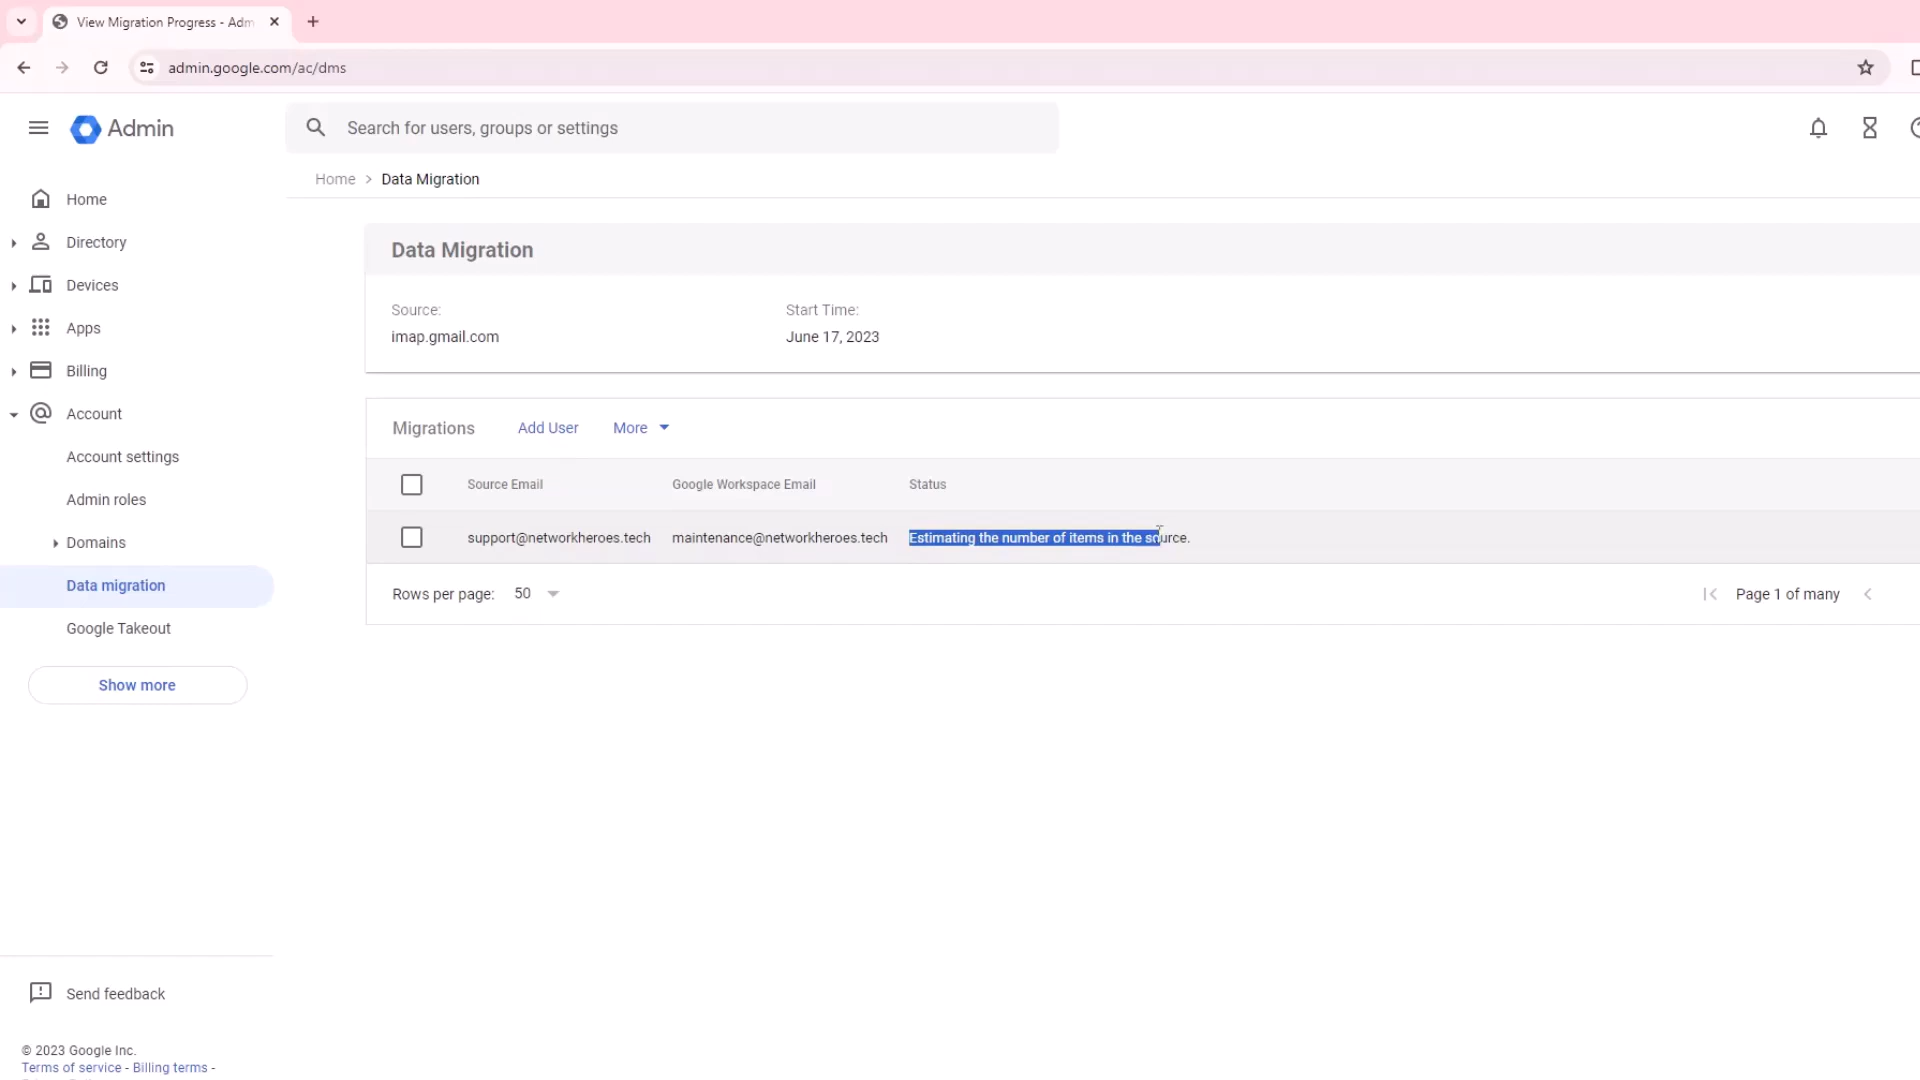 View Migration Progress - Adm
admin.google.com/ac/dms
Admin
Search for users, groups or settings
Home > Data Migration
Home
Directory
Devices
Apps
Billing
Account
Account settings
Admin roles
Domains
Data migration
Google Takeout
Show more
Send feedback
© 2023 Google Inc.
Terms of service - Billing terms -
Data Migration
Source: Start Time:
imap.gmail.com June 17, 2023
Migrations Add User More
Source Email Google Workspace Email Status
support@networkheroes.tech maintenance@networkheroes.tech Estimating the number of items in the source.
Rows per page: 50 Page 1 of many